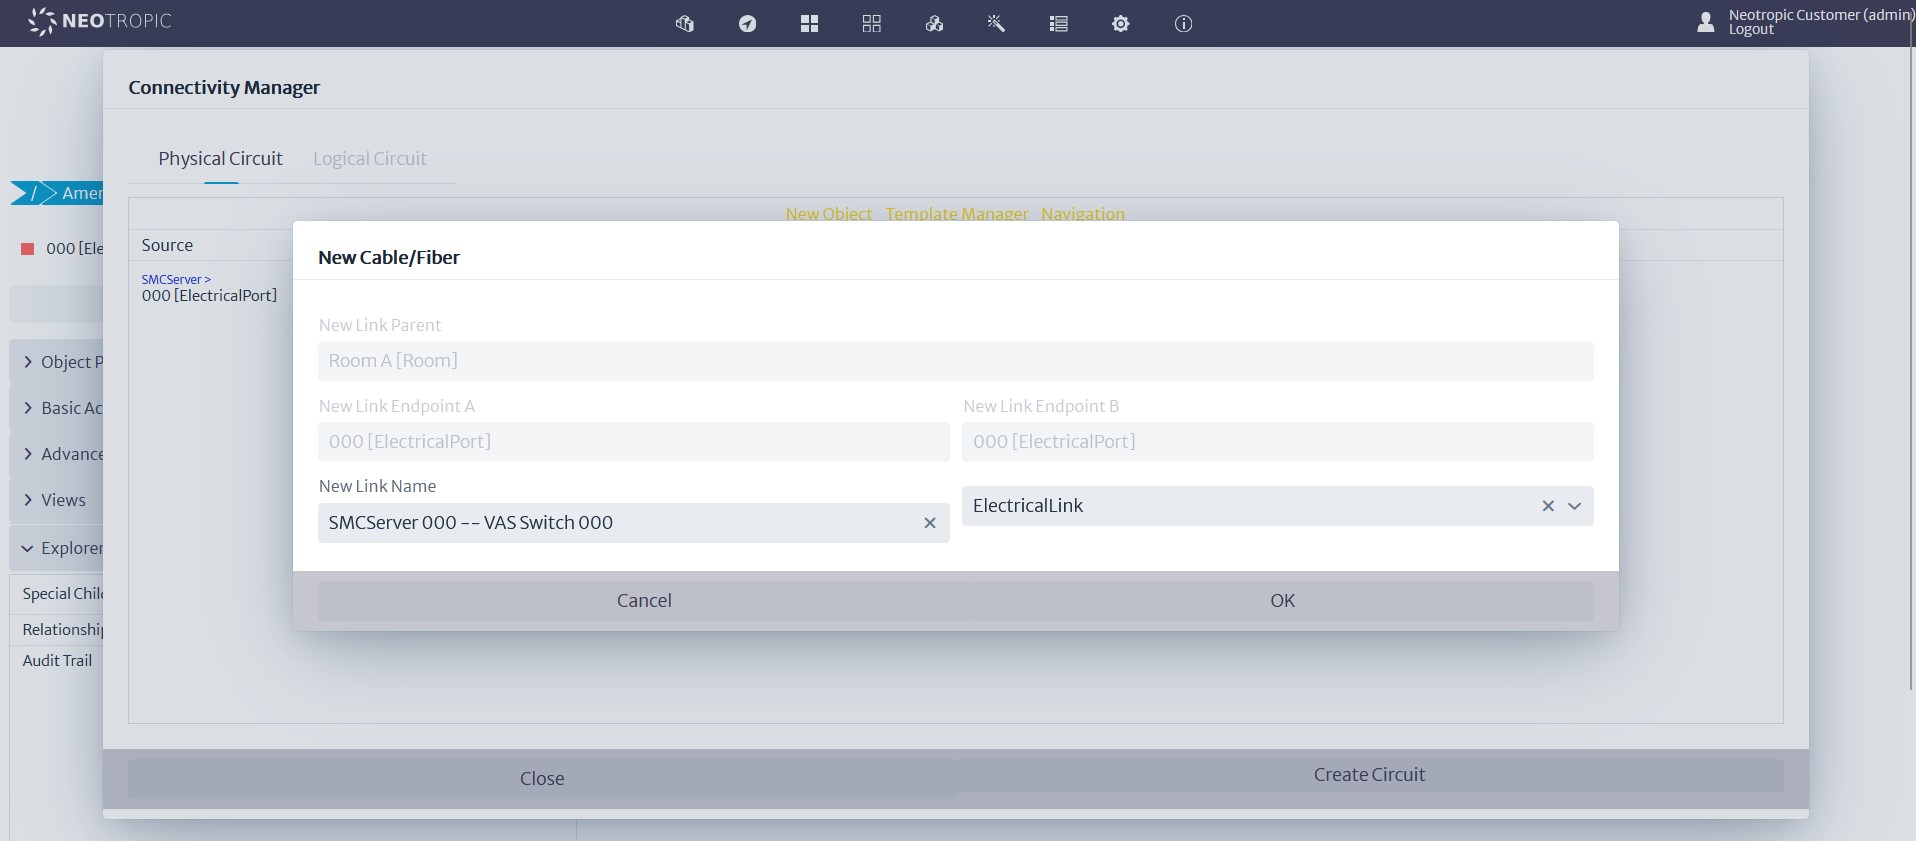 NEOTROPIC
Neotropic Customer (admin)
Logout
Connectivity Manager
Physical Circuit
Logical Circuit
/
Amer
New Object
Template Manager
Navigation
000 [Ele
Source
SMCServer >
000 [ElectricalPort]
New Cable/Fiber
New Link Parent
Room A [Room]
New Link Endpoint A
New Link Endpoint B
000 [ElectricalPort]
000 [ElectricalPort]
New Link Name
SMCServer 000 -- VAS Switch 000
ElectricalLink
Cancel
OK
Object P
Basic Ac
Advance
Views
Explorer
Special Chil
Relationship
Audit Trail
Close
Create Circuit